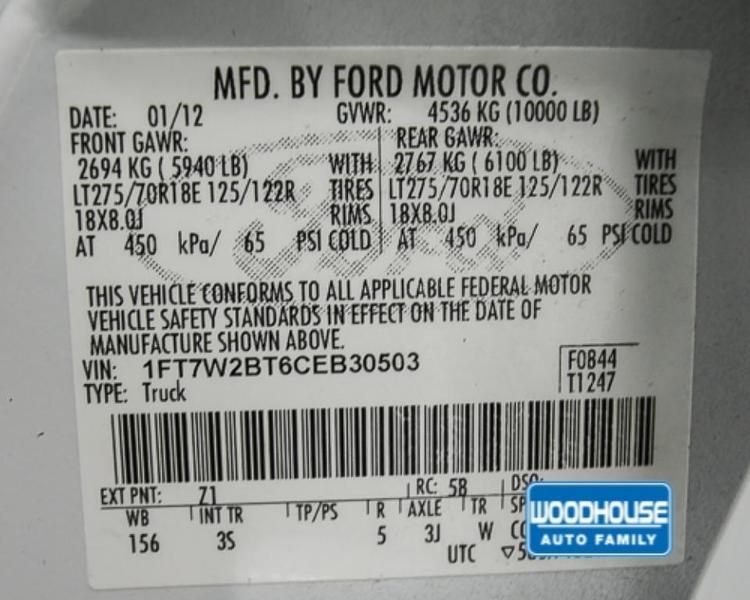 MFD. BY FORD MOTOR CO.
DATE: 01/12 GVWR: 4536 KG (10000 LB)
FRONT GAWR: REAR GAWR:
2694 KG ( 5940 LB) WITH 2767 KG ( 6100 LB) WITH
LT275/70R18E 125/122R TIRES LT275/70R18E 125/122R TIRES
18X8.0J RIMS 18X8.0J RIMS
AT 450 kPa/ 65 PSI COLD AT 450 kPa/ 65 PSI COLD
THIS VEHICLE CONFORMS TO ALL APPLICABLE FEDERAL MOTOR
VEHICLE SAFETY STANDARDS IN EFFECT ON THE DATE OF
MANUFACTURE SHOWN ABOVE.
VIN: 1FT7W2BT6CEB30503 F0844
TYPE: Truck T1247
EXT PNT: Z1 RC: 5B DSO:
WB INT TR TP/PS R AXLE TR
156 3S 5 3J W
UTC
WOODHOUSE
AUTO FAMILY